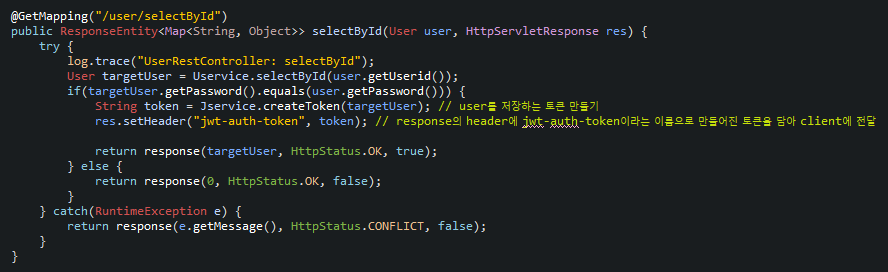 @GetMapping("/user/selectById")
public ResponseEntity<Map<String, Object>> selectById(User user, HttpServletResponse res) {
    try {
        log.trace("UserRestController: selectById");
        User targetUser = Uservice.selectById(user.getUserid());
        if(targetUser.getPassword().equals(user.getPassword())) {
            String token = Jservice.createToken(targetUser); // user를 저장하는 토큰 만들기
            res.setHeader("jwt-auth-token", token); // response의 header에 jwt-auth-token이라는 이름으로 만들어진 토큰을 담아 client에 전달

            return response(targetUser, HttpStatus.OK, true);
        } else {
            return response(0, HttpStatus.OK, false);
        }
    } catch(RuntimeException e) {
        return response(e.getMessage(), HttpStatus.CONFLICT, false);
    }
}